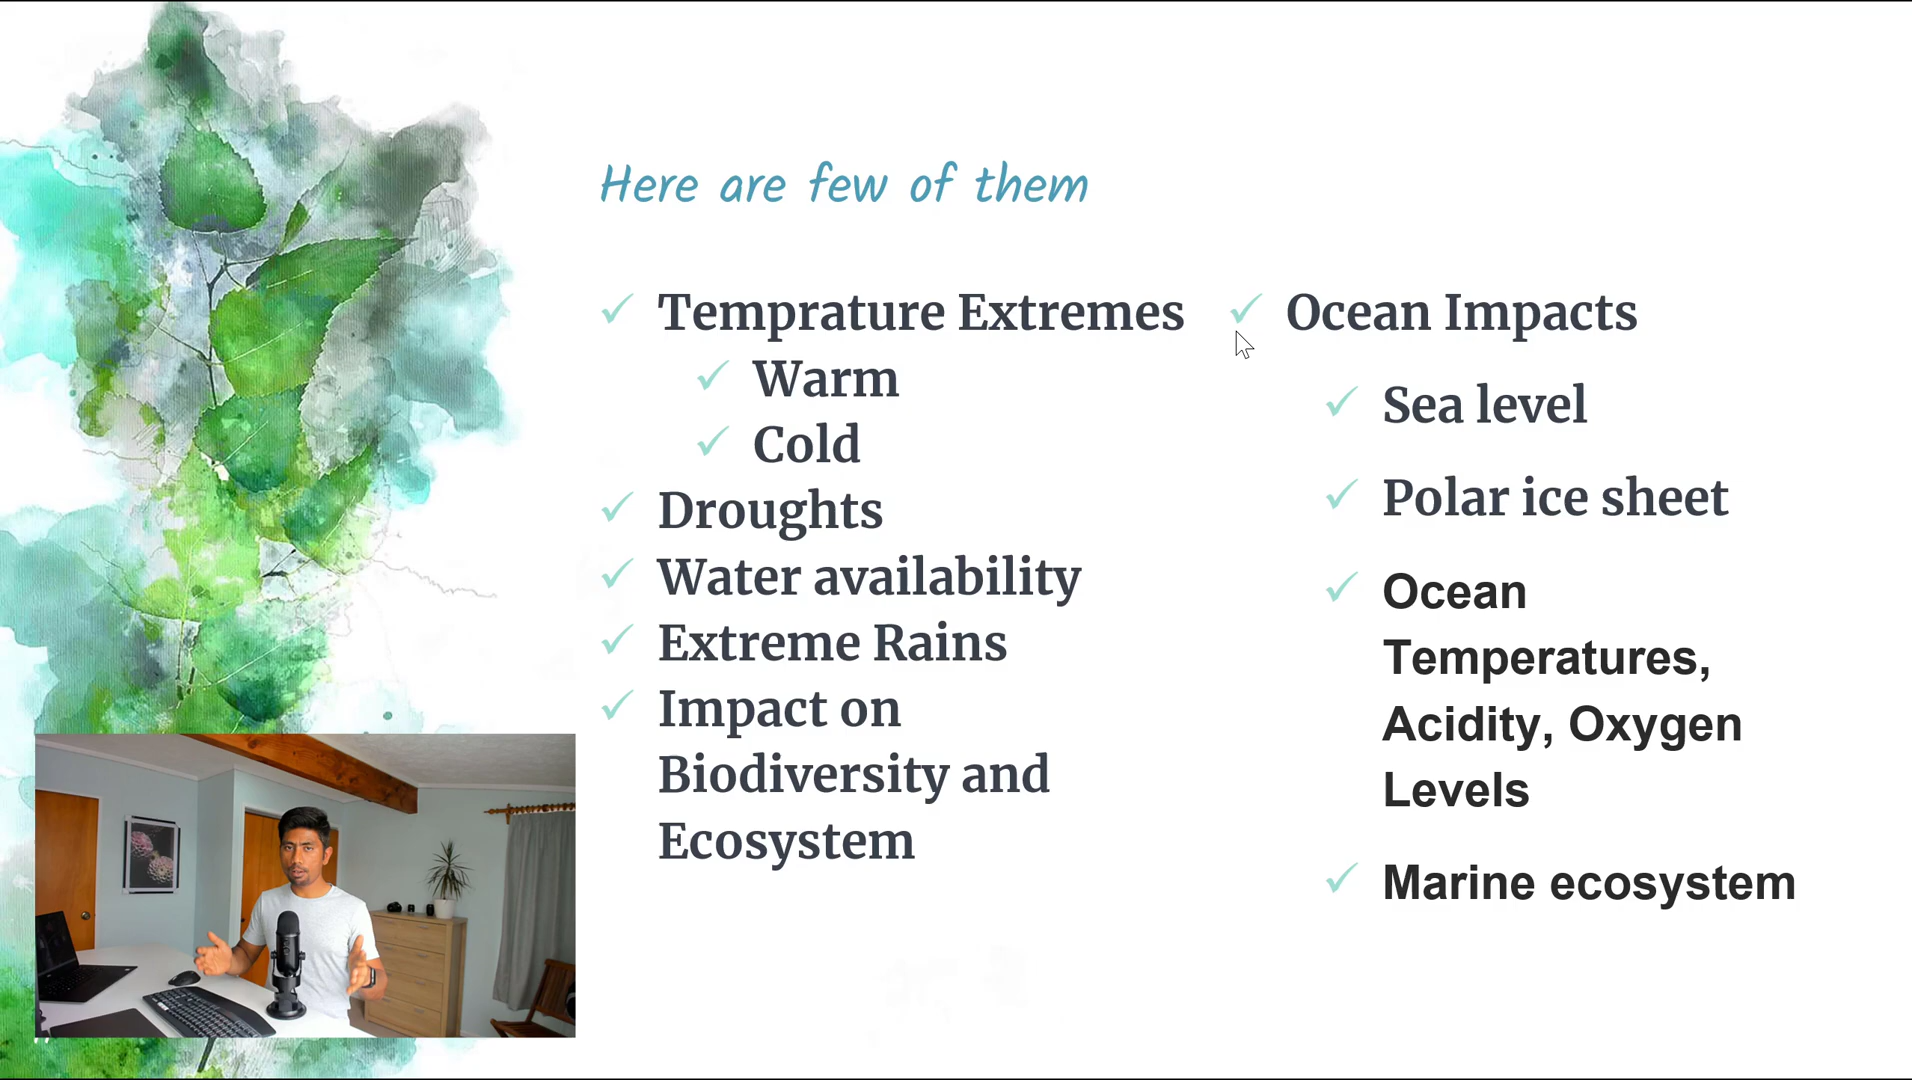 Here are few of them
Temprature Extremes
Warm
Cold
Droughts
Water availability
Extreme Rains
Impact on
Biodiversity and
Ecosystem
Ocean Impacts
Sea level
Polar ice sheet
Ocean
Temperatures,
Acidity, Oxygen
Levels
Marine ecosystem